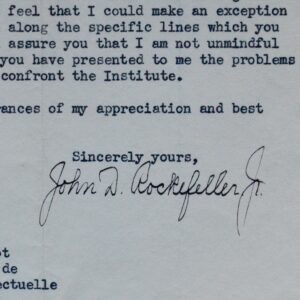 feel that I could make an exception
along the specific lines which you
assure you that I am not unmindful
you have presented to me the problems
confront the Institute.
rances of my appreciation and best
Sincerely yours,
John D. Rockefeller Jr.
ot
de
ectuelle